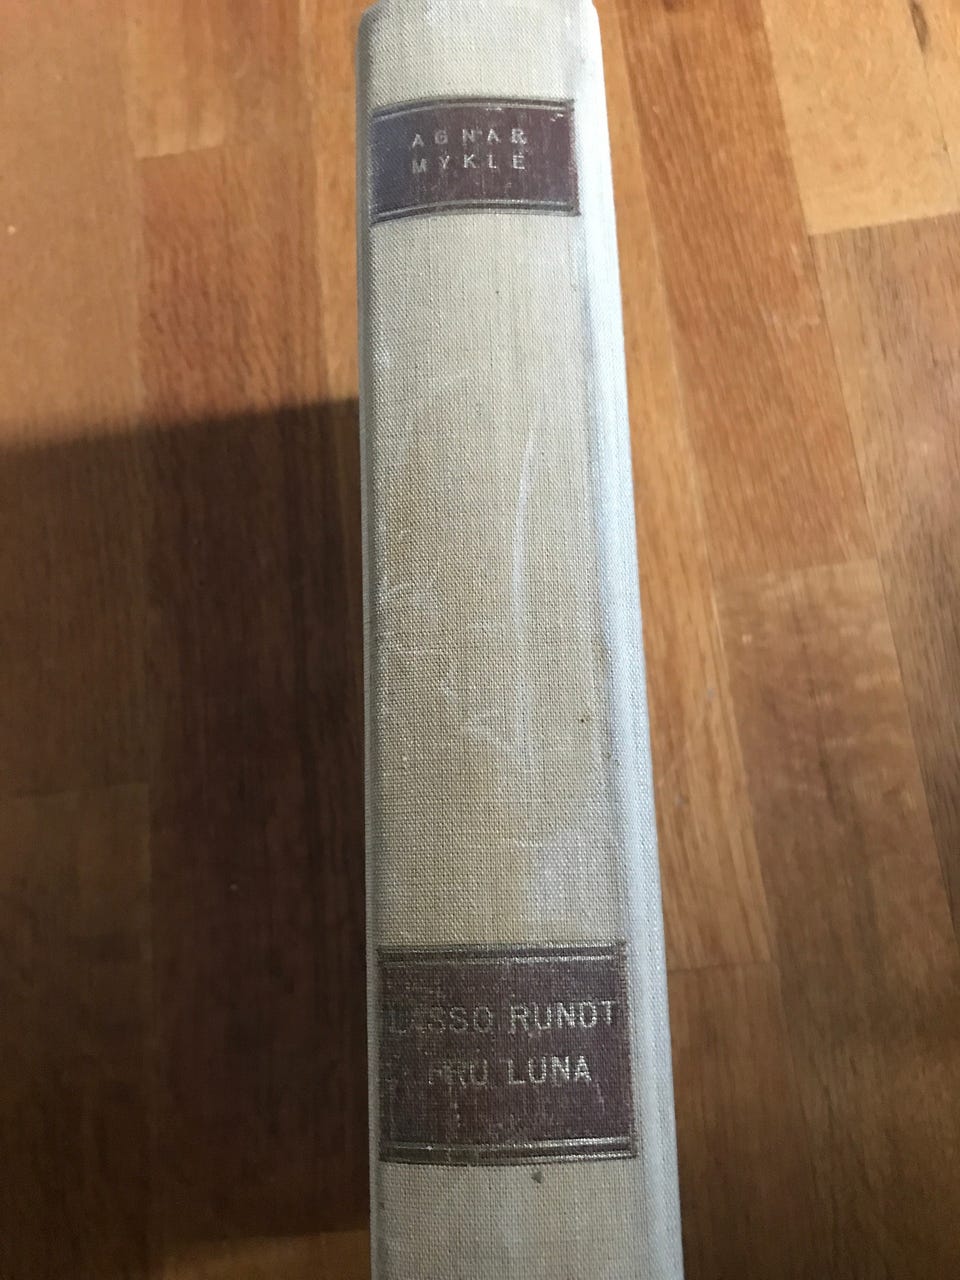 AGNAR
MYKLE
LASSO RUNDT
FRU LUNA